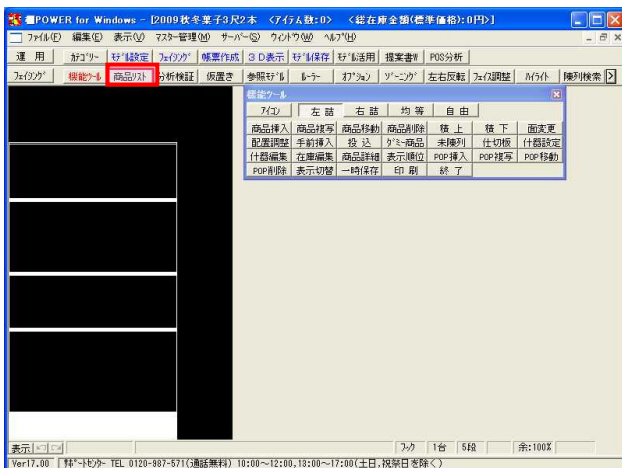 棚POWER for Windows - [2009秋冬菓子3尺2本 <アイテム数:0> <総在庫金額(標準価格):0円>]
ファイル(F) 編集(E) 表示(V) マスター管理(M) サーバー(S) ウィンドウ(W) ヘルプ(H)
運 用 カテゴリー モデル設定 フェイシング 帳票作成 3D表示 モデル保存 モデル活用 提案書W POS分析
フェイシング 機能ツール 商品リスト 分析検証 仮置き 参照モデル ルーラー オプション ゾーニング 左右反転 フェイス調整 ハイライト 陳列検索
機能ツール
アイコン 左 詰 右 詰 均 等 自 由
商品挿入 商品複写 商品移動 商品削除 積 上 積 下 面変更
配置調整 手前挿入 投 込 ダミー商品 未陳列 仕切板 什器設定
什器編集 在庫編集 商品詳細 表示順位 POP挿入 POP複写 POP移動
POP削除 表示切替 一時保存 印 刷 終 了
表示 フック 1台 5段 余:100%
Ver17.00 サポートセンター TEL 0120-987-571(通話無料) 10:00~12:00,13:00~17:00(土日,祝祭日を除く)